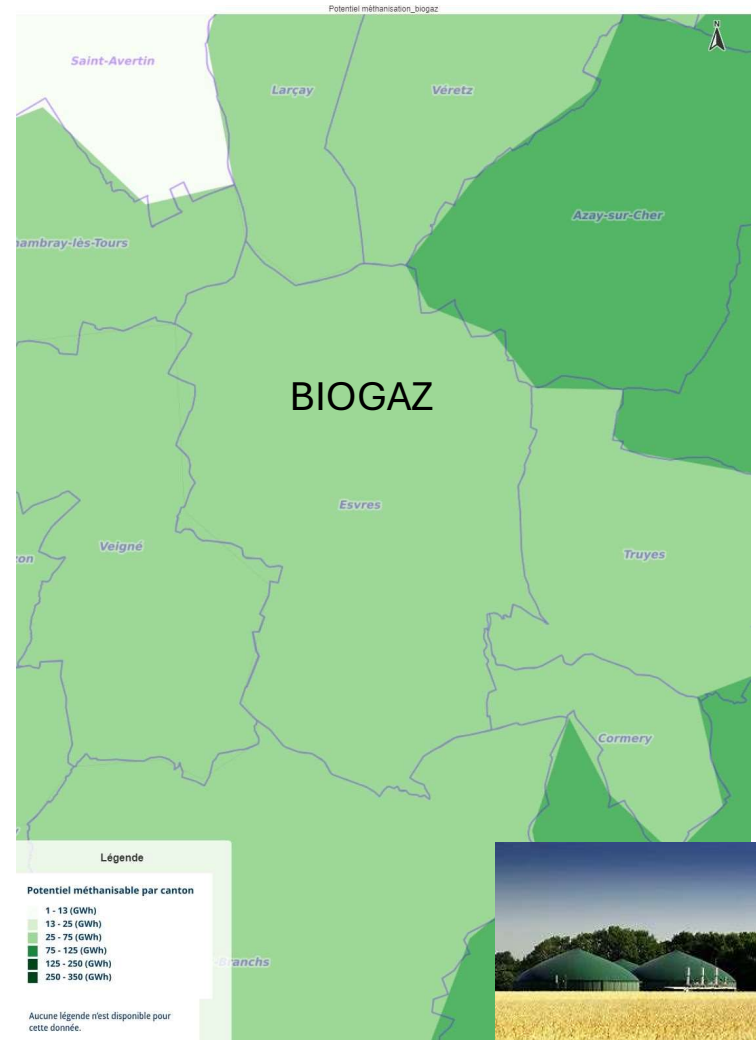 Potentiel méthanisation_biogaz
N
Saint-Avertin
Larçay
Véretz
Azay-sur-Cher
hambray-lès-Tours
BIOGAZ
Esvres
Veigné
zon
Truyes
Cormery
Légende
Potentiel méthanisable par canton
1 - 13 (GWh)
13 - 25 (GWh)
25 - 75 (GWh)
75 - 125 (GWh)
125 - 250 (GWh)
250 - 350 (GWh)
-Branchs
Aucune légende n'est disponible pour
cette donnée.